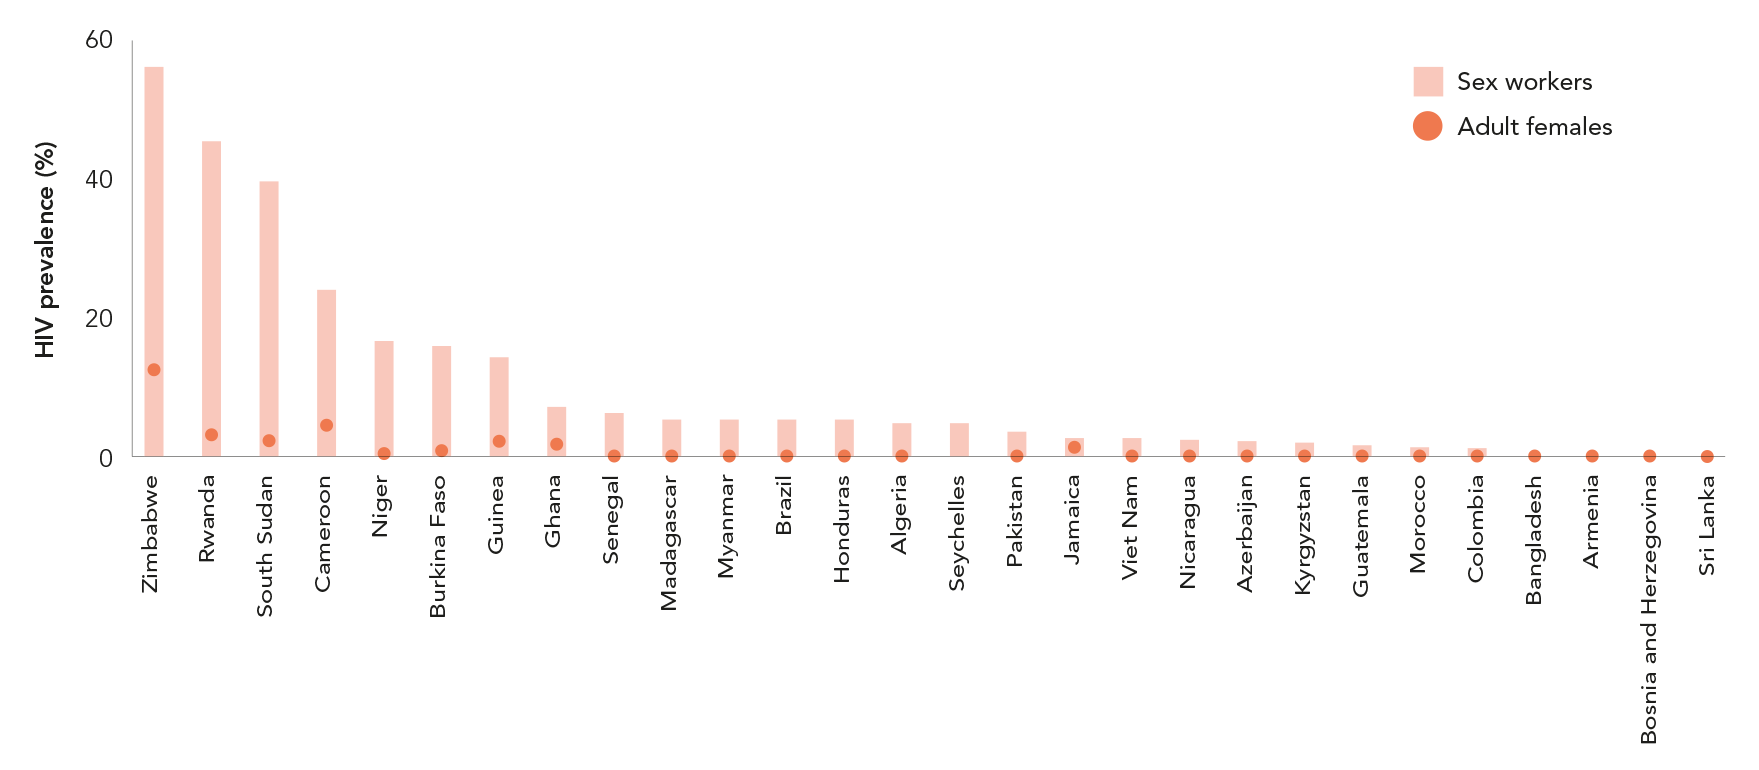 60
40
20
0
HIV prevalence (%)
Sex workers
Adult females
Zimbabwe
Rwanda
South Sudan
Cameroon
Niger
Burkina Faso
Guinea
Ghana
Senegal
Madagascar
Myanmar
Brazil
Honduras
Algeria
Seychelles
Pakistan
Jamaica
Viet Nam
Nicaragua
Azerbaijan
Kyrgyzstan
Guatemala
Morocco
Colombia
Bangladesh
Armenia
Bosnia and Herzegovina
Sri Lanka